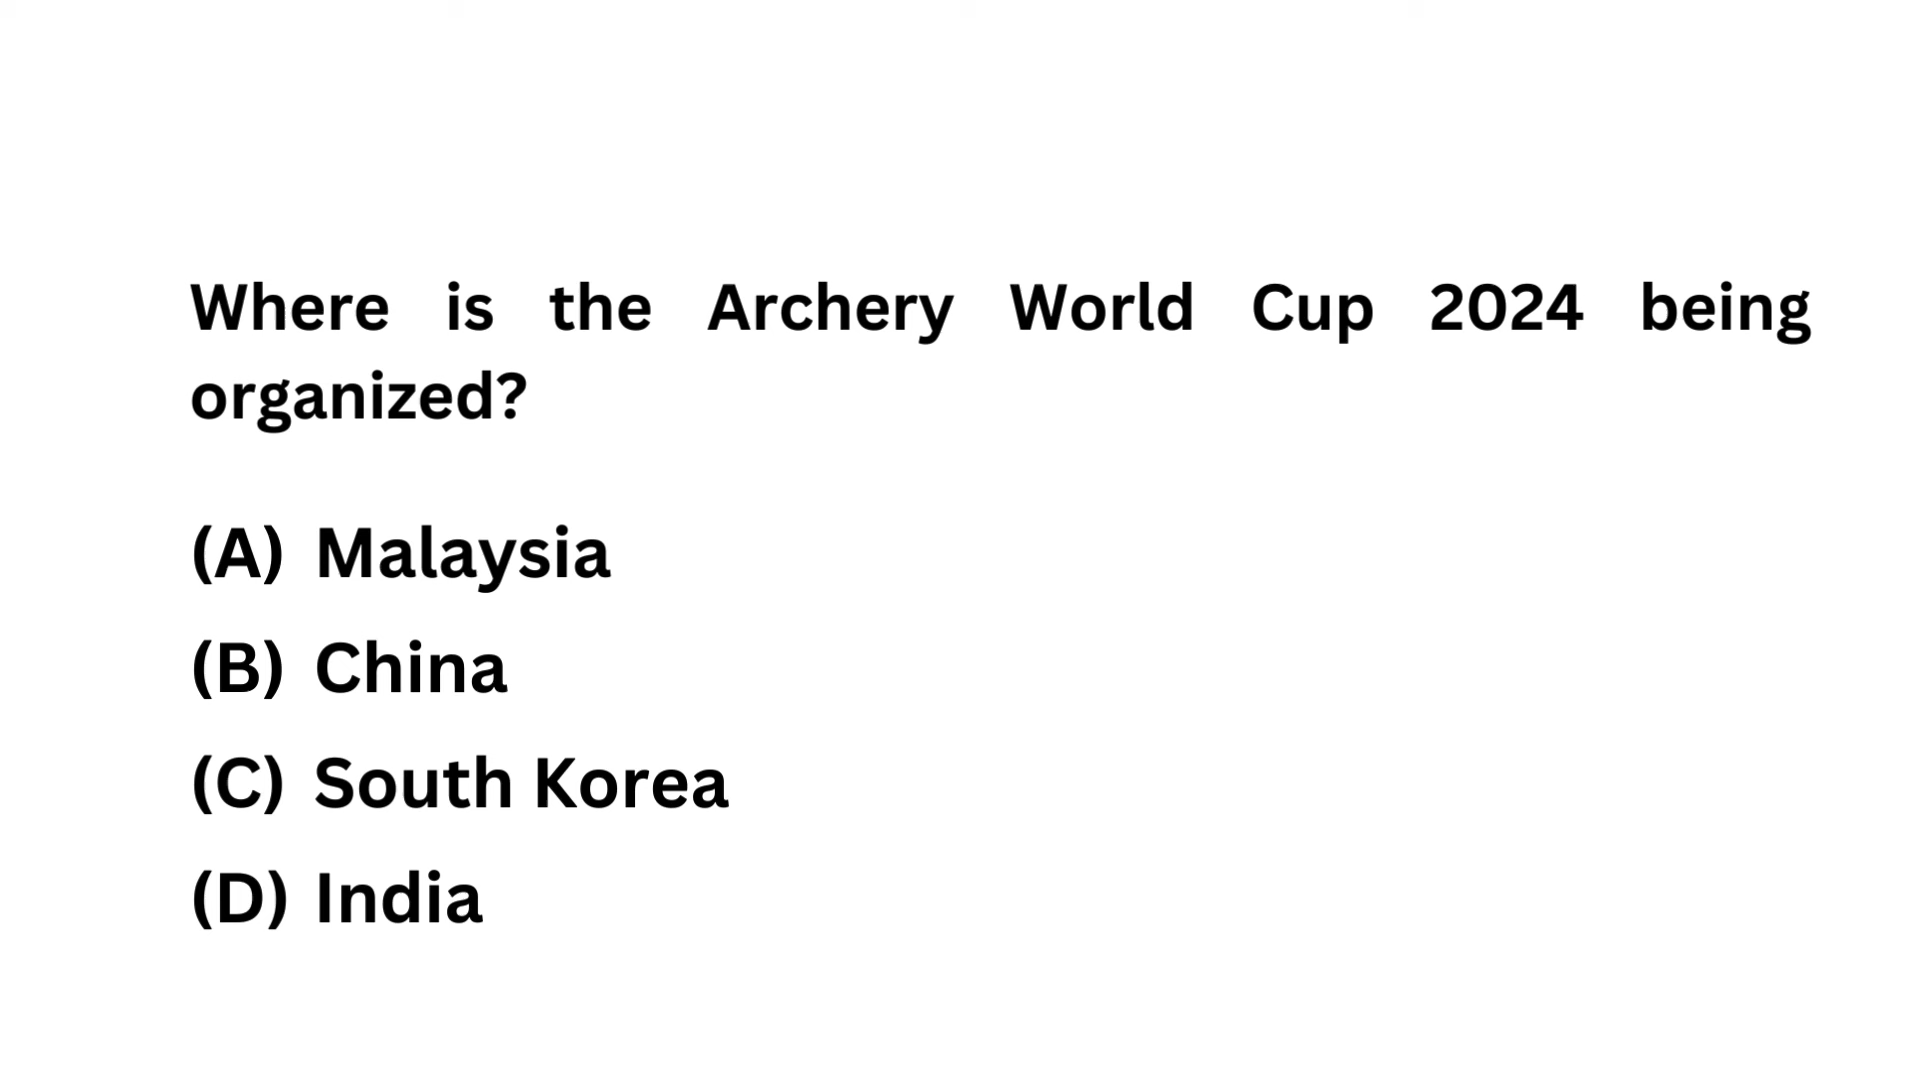 Where is the Archery World Cup 2024 being
organized?
(A) Malaysia
(B) China
(C) South Korea
(D) India